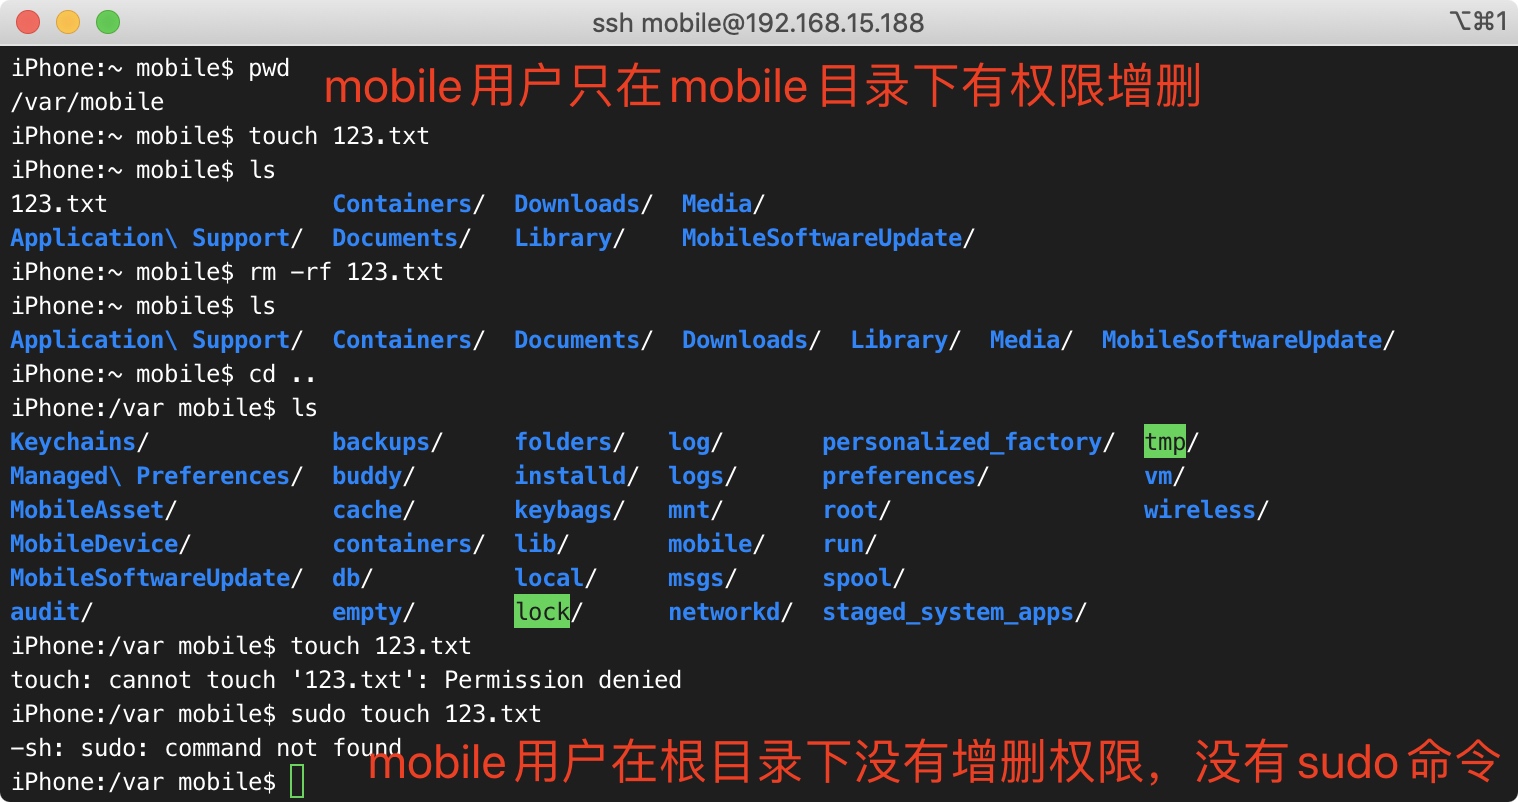 ssh mobile@192.168.15.188
⌥⌘1
iPhone:~ mobile$ pwd
mobile用户只在mobile目录下有权限增删
/var/mobile
iPhone:~ mobile$ touch 123.txt
iPhone:~ mobile$ ls
123.txt Containers/ Downloads/ Media/
Application\ Support/ Documents/ Library/ MobileSoftwareUpdate/
iPhone:~ mobile$ rm -rf 123.txt
iPhone:~ mobile$ ls
Application\ Support/ Containers/ Documents/ Downloads/ Library/ Media/ MobileSoftwareUpdate/
iPhone:~ mobile$ cd ..
iPhone:/var mobile$ ls
Keychains/ backups/ folders/ log/ personalized_factory/ tmp/
Managed\ Preferences/ buddy/ installd/ logs/ preferences/ vm/
MobileAsset/ cache/ keybags/ mnt/ root/ wireless/
MobileDevice/ containers/ lib/ mobile/ run/
MobileSoftwareUpdate/ db/ local/ msgs/ spool/
audit/ empty/ lock/ networkd/ staged_system_apps/
iPhone:/var mobile$ touch 123.txt
touch: cannot touch '123.txt': Permission denied
iPhone:/var mobile$ sudo touch 123.txt
-sh: sudo: command not found
mobile用户在根目录下没有增删权限，没有sudo命令
iPhone:/var mobile$